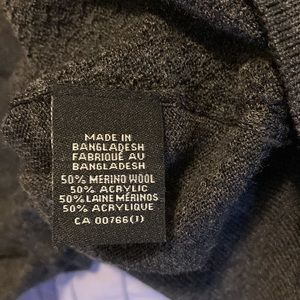 MADE IN
BANGLADESH
FABRIQUÉ AU
BANGLADESH
50% MERINO WOOL
50% ACRYLIC
50% LAINE MÉRINOS
50% ACRYLIQUE
CA 00766(1)